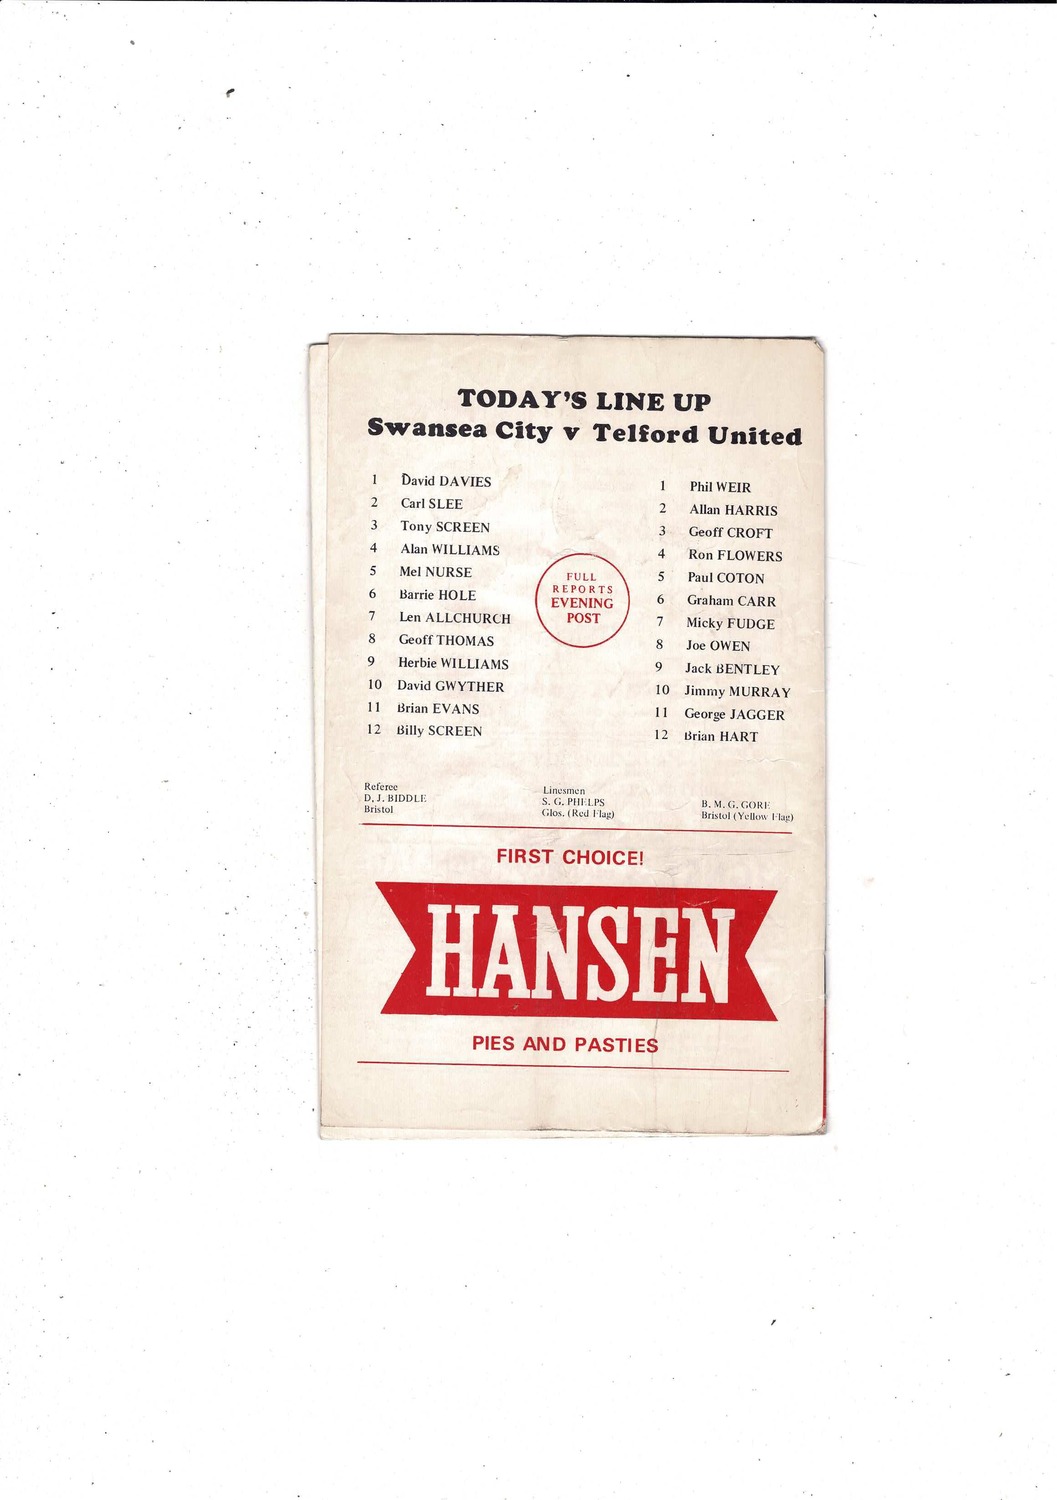 TODAY'S LINE UP
Swansea City v Telford United
1 David DAVIES
2 Carl SLEE
3 Tony SCREEN
4 Alan WILLIAMS
5 Mel NURSE
6 Barrie HOLE
7 Len ALLCHURCH
8 Geoff THOMAS
9 Herbie WILLIAMS
10 David GWYTHER
11 Brian EVANS
12 Billy SCREEN
FULL
REPORTS
EVENING
POST
1 Phil WEIR
2 Allan HARRIS
3 Geoff CROFT
4 Ron FLOWERS
5 Paul COTON
6 Graham CARR
7 Micky FUDGE
8 Joe OWEN
9 Jack BENTLEY
10 Jimmy MURRAY
11 George JAGGER
12 Brian HART
Referee
D. J. BIDDLE
Bristol
Linesmen
S. G. PHELPS
Glos. (Red Flag)
B. M. G. GORE
Bristol (Yellow Flag)
FIRST CHOICE!
HANSEN
PIES AND PASTIES